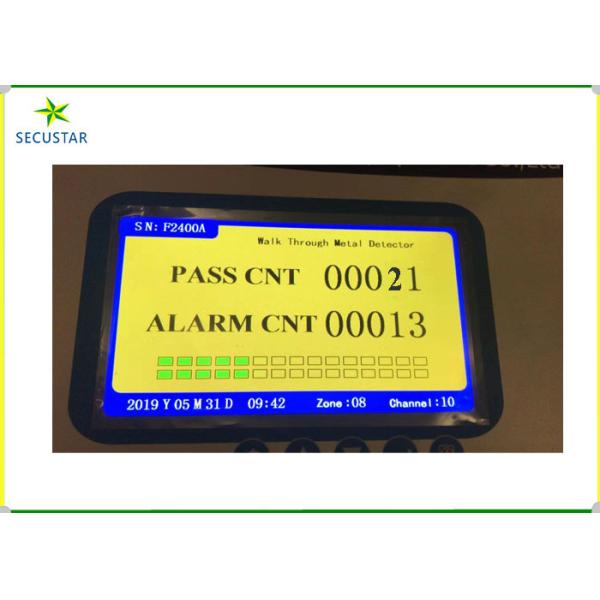 SECUSTAR
SN: F2400A
Walk Through Metal Detector
PASS CNT 00021
ALARM CNT 00013
2019 Y 05 M 31 D 09:42 Zone :08 Channel :10